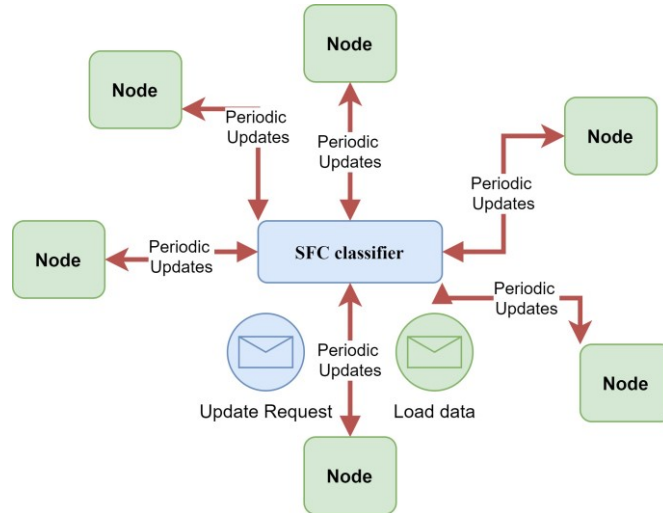 Node
Node
Periodic
Updates
Periodic
Updates
Node
Periodic
Updates
Node
Periodic
Updates
SFC classifier
Periodic
Updates
Periodic
Updates
Update Request
Load data
Node
Node